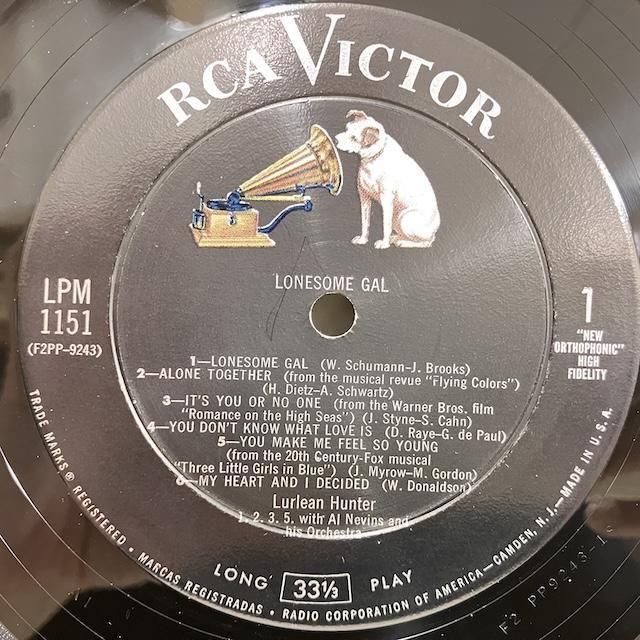 RCA VICTOR
LONESOME GAL
LPM
1151
(F2PP-9243)
1
"NEW
ORTHOPHONIC"
HIGH
FIDELITY
1—LONESOME GAL (W. Schumann-J. Brooks)
2—ALONE TOGETHER (from the musical revue "Flying Colors")
(H. Dietz-A. Schwartz)
3—IT'S YOU OR NO ONE (from the Warner Bros. film
"Romance on the High Seas") (J. Styne-S. Cahn)
4—YOU DON'T KNOW WHAT LOVE IS (D. Raye-G. de Paul)
5—YOU MAKE ME FEEL SO YOUNG
(from the 20th Century-Fox musical
"Three Little Girls in Blue") (J. Myrow-M. Gordon)
6—MY HEART AND I DECIDED (W. Donaldson)
Lurlean Hunter
1, 2, 3, 5, with Al Nevins and
his Orchestra
LONG 33⅓ PLAY
TRADE MARKS ® REGISTERED • MARCAS REGISTRADAS • RADIO CORPORATION OF AMERICA—CAMDEN, N.J.—MADE IN U.S.A.